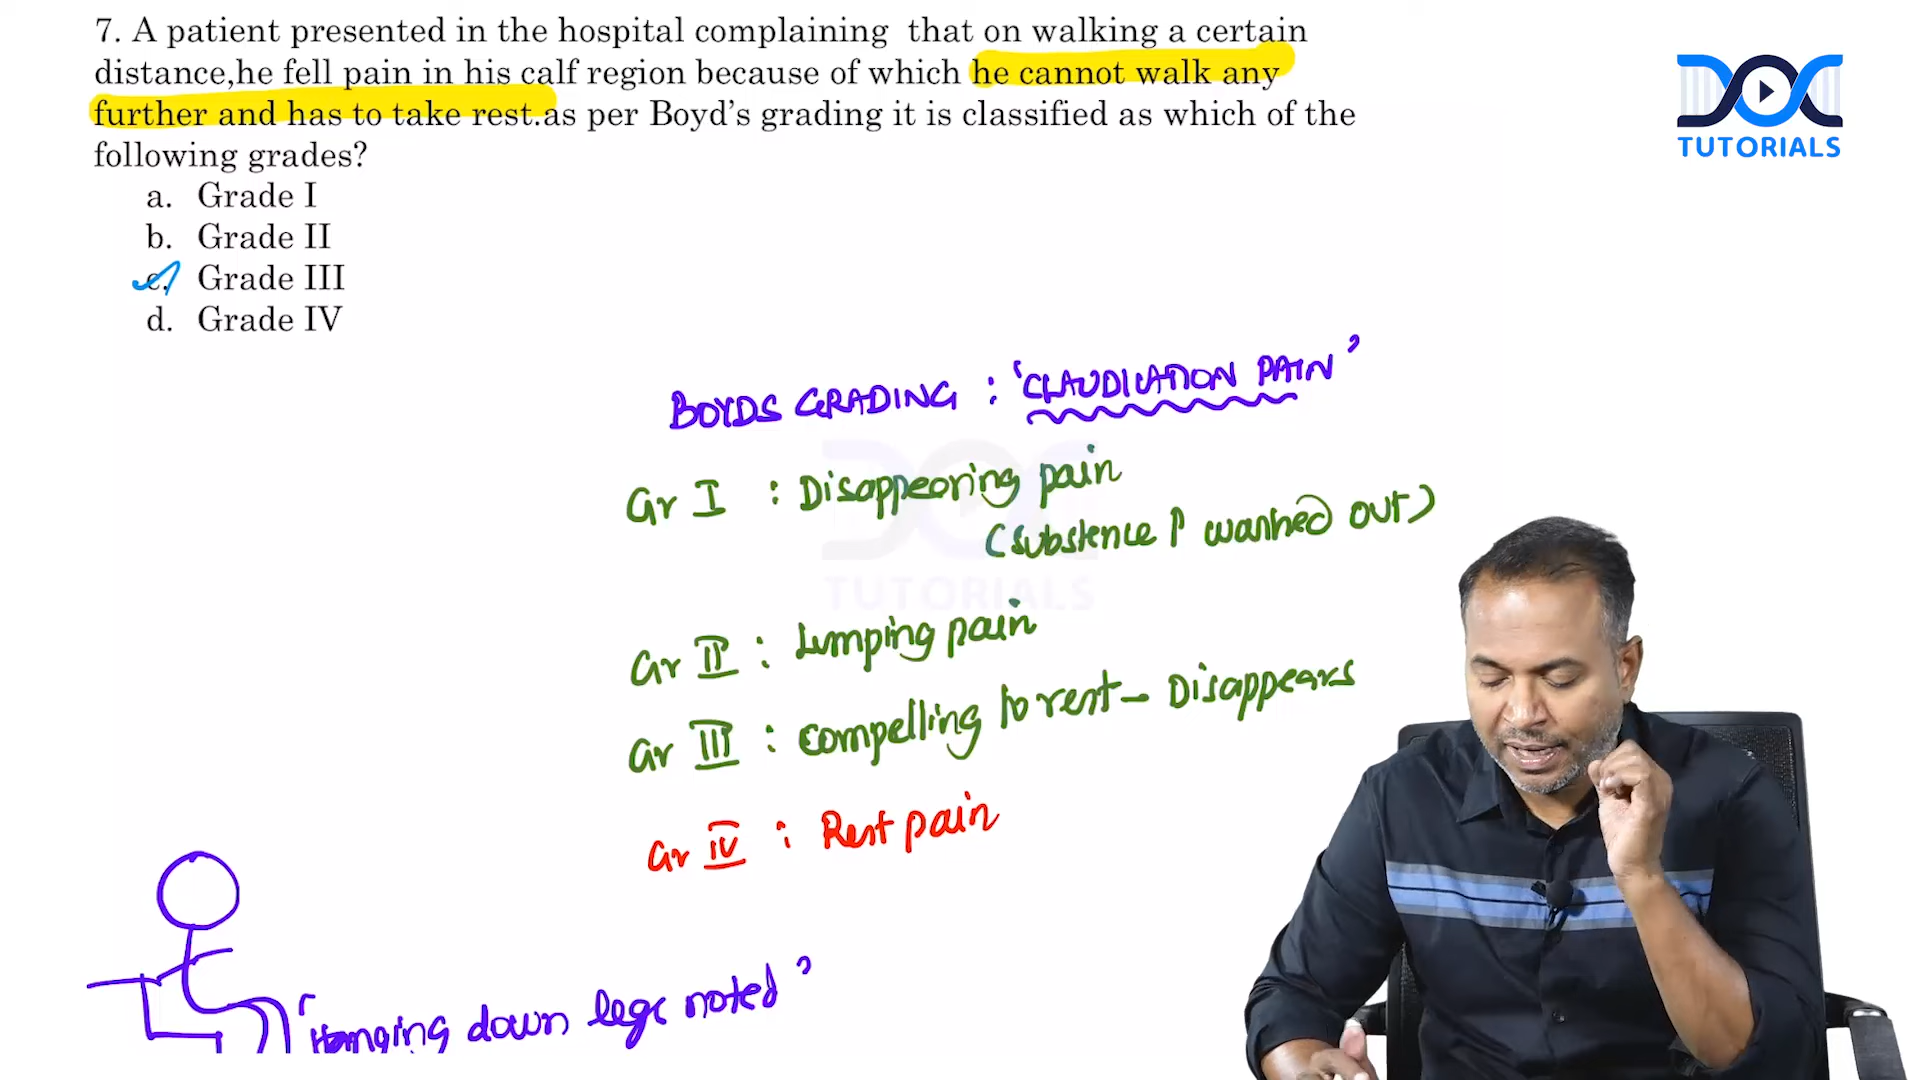 7. A patient presented in the hospital complaining that on walking a certain
distance,he fell pain in his calf region because of which he cannot walk any
further and has to take rest.as per Boyd's grading it is classified as which of the
following grades?
a. Grade I
b. Grade II
c. Grade III
d. Grade IV
DOC
TUTORIALS
BOYDS GRADING : 'CLAUDICATION PAIN'
Gr I : Disappearing pain
(substence P washed out)
Gr II : Limping pain
Gr III : Compelling to rest - Disappears
Gr IV : Rest pain
"Hanging down legs noted"
DOC
TUTORIALS